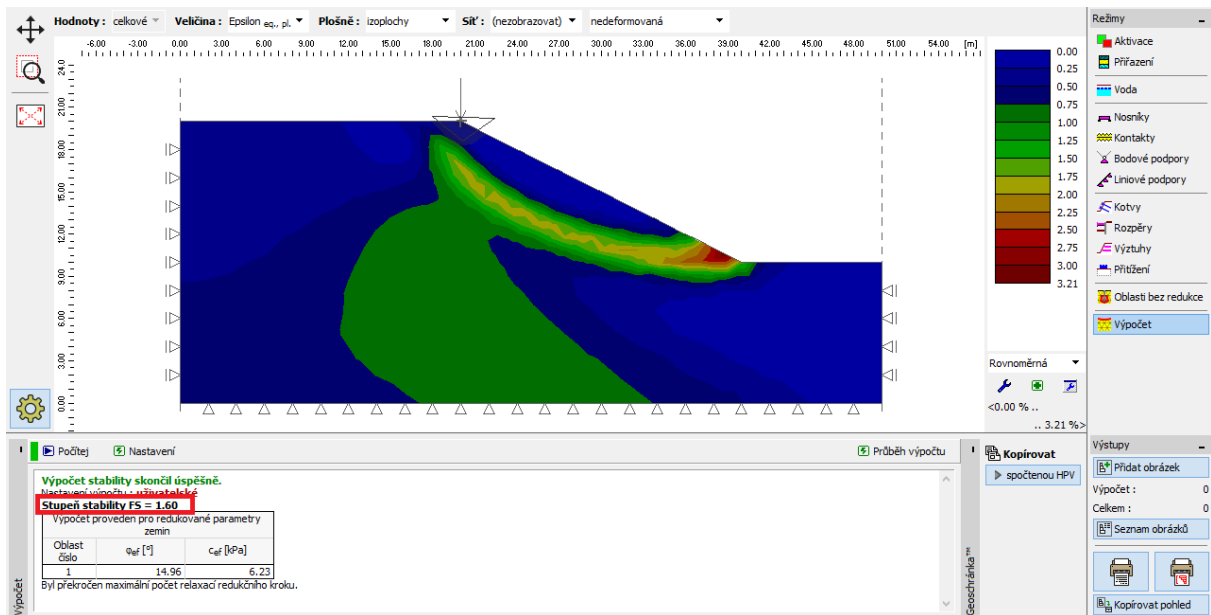 Hodnoty : celkové Veličina : Epsilon eq., pl. Plošně : izoplochy Síť : (nezobrazovat) nedeformovaná
-6.00 -3.00 0.00 3.00 6.00 9.00 12.00 15.00 18.00 21.00 24.00 27.00 30.00 33.00 36.00 39.00 42.00 45.00 48.00 51.00 54.00 [m]
24.0
21.00
18.00
15.00
12.00
9.00
6.00
3.00
0.00
0.25
0.50
0.75
1.00
1.25
1.50
1.75
2.00
2.25
2.50
2.75
3.00
3.21
Rovnoměrná
<0.00 % ..
.. 3.21 %>
Režimy
Aktivace
Přiřazení
Voda
Nosníky
Kontakty
Bodové podpory
Liniové podpory
Kotvy
Rozpěry
Výztuhy
Přitížení
Oblasti bez redukce
Výpočet
Počítej Nastavení Průběh výpočtu
Výpočet stability skončil úspěšně.
Nastavení výpočtu : uživatelské
Stupeň stability FS = 1.60
Výpočet proveden pro redukované parametry
zemin
Oblast
číslo φef [°] cef [kPa]
1 14.96 6.23
Byl překročen maximální počet relaxací redukčního kroku.
Výpočet
Geoschránka™
Kopírovat
spočtenou HPV
Výstupy
Přidat obrázek
Výpočet : 0
Celkem : 0
Seznam obrázků
Kopírovat pohled